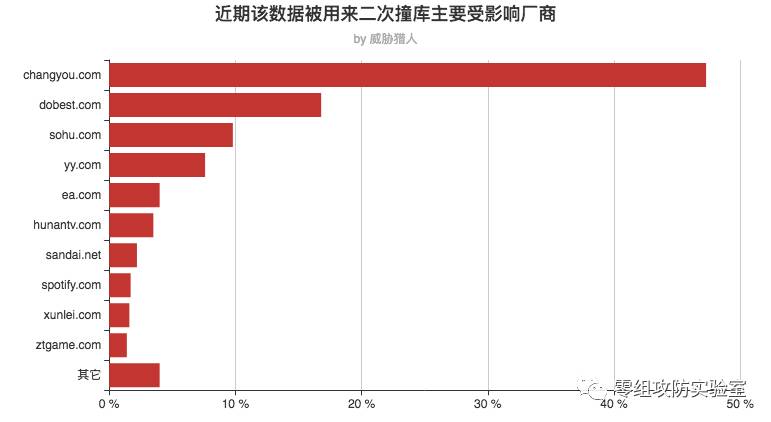 近期该数据被用来二次撞库主要受影响厂商
by 威胁猎人
changyou.com
dobest.com
sohu.com
yy.com
ea.com
hunantv.com
sandai.net
spotify.com
xunlei.com
ztgame.com
其它
零组攻防实验室
0 % 10 % 20 % 30 % 40 % 50 %